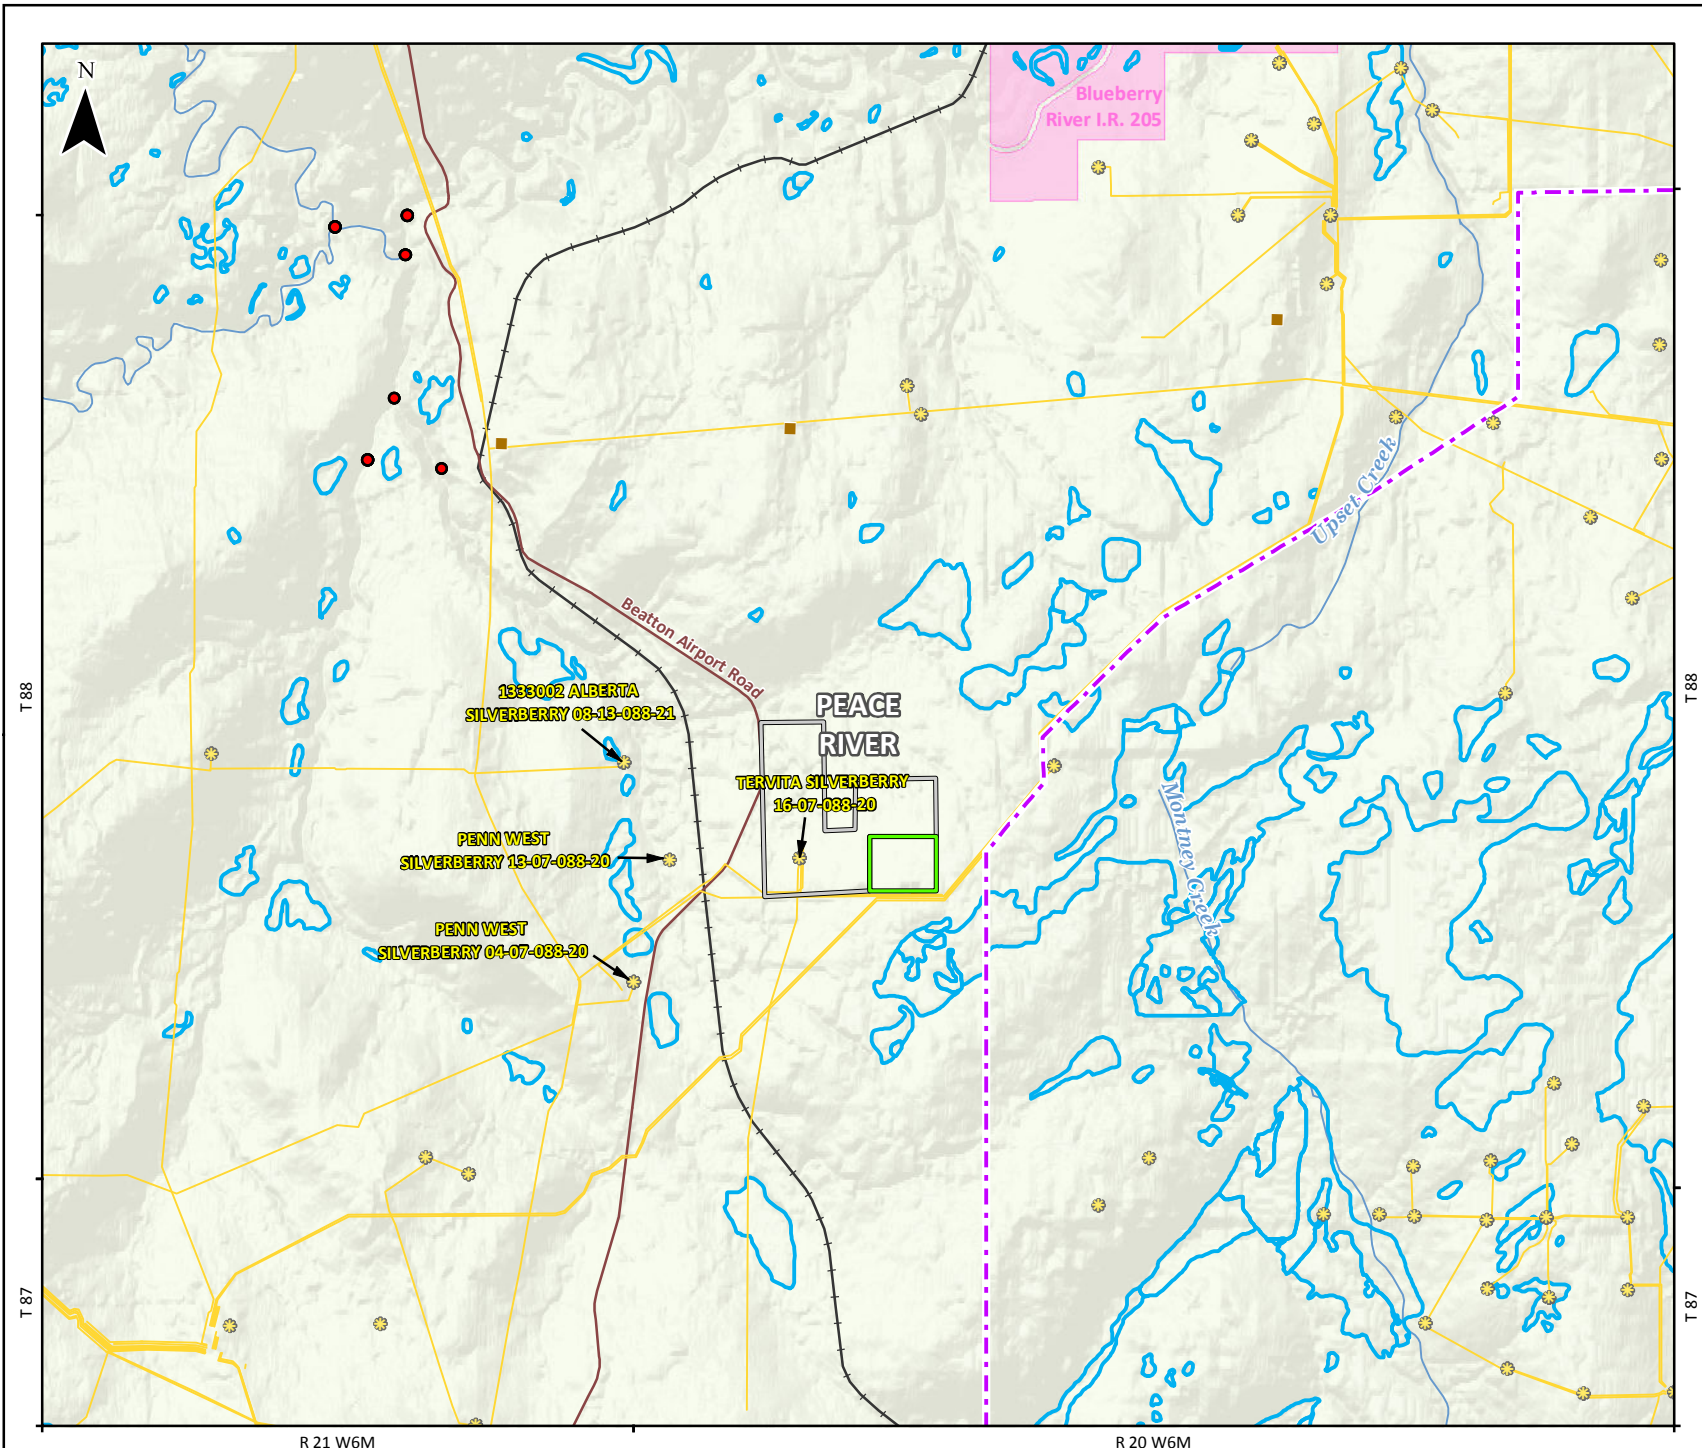 N
Blueberry
River I.R. 205
Upset Creek
Beatton Airport Road
1333002 ALBERTA
SILVERBERRY 08-13-088-21
PEACE
RIVER
T 88
T 88
TERVITA SILVERBERRY
16-07-088-20
Montney Creek
PENN WEST
SILVERBERRY 13-07-088-20
PENN WEST
SILVERBERRY 04-07-088-20
T 87
T 87
R 21 W6M
R 20 W6M